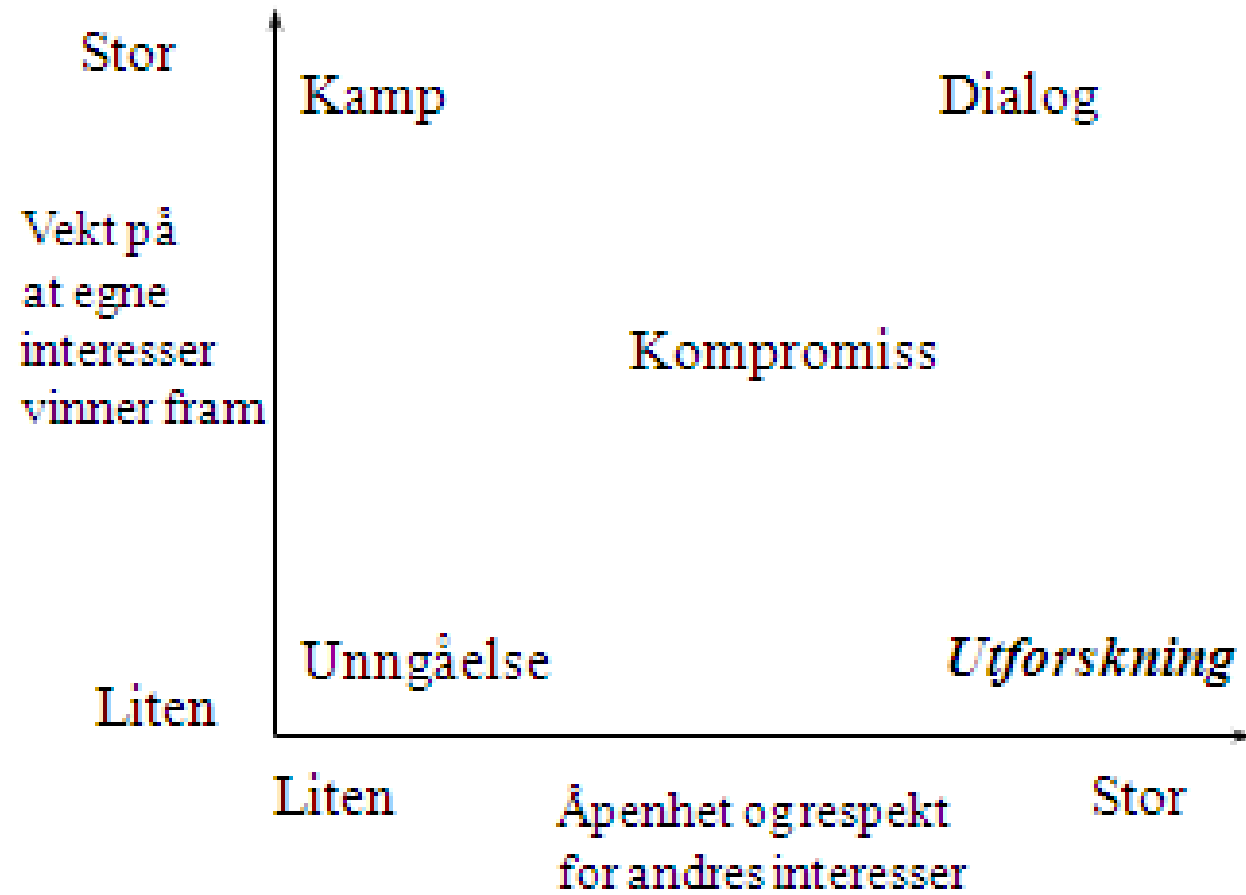 Stor
Kamp
Dialog
Vekt på
at egne
interesser
vinner fram
Kompromiss
Unngåelse
Utforskning
Liten
Liten
Åpenhet og respekt
for andres interesser
Stor